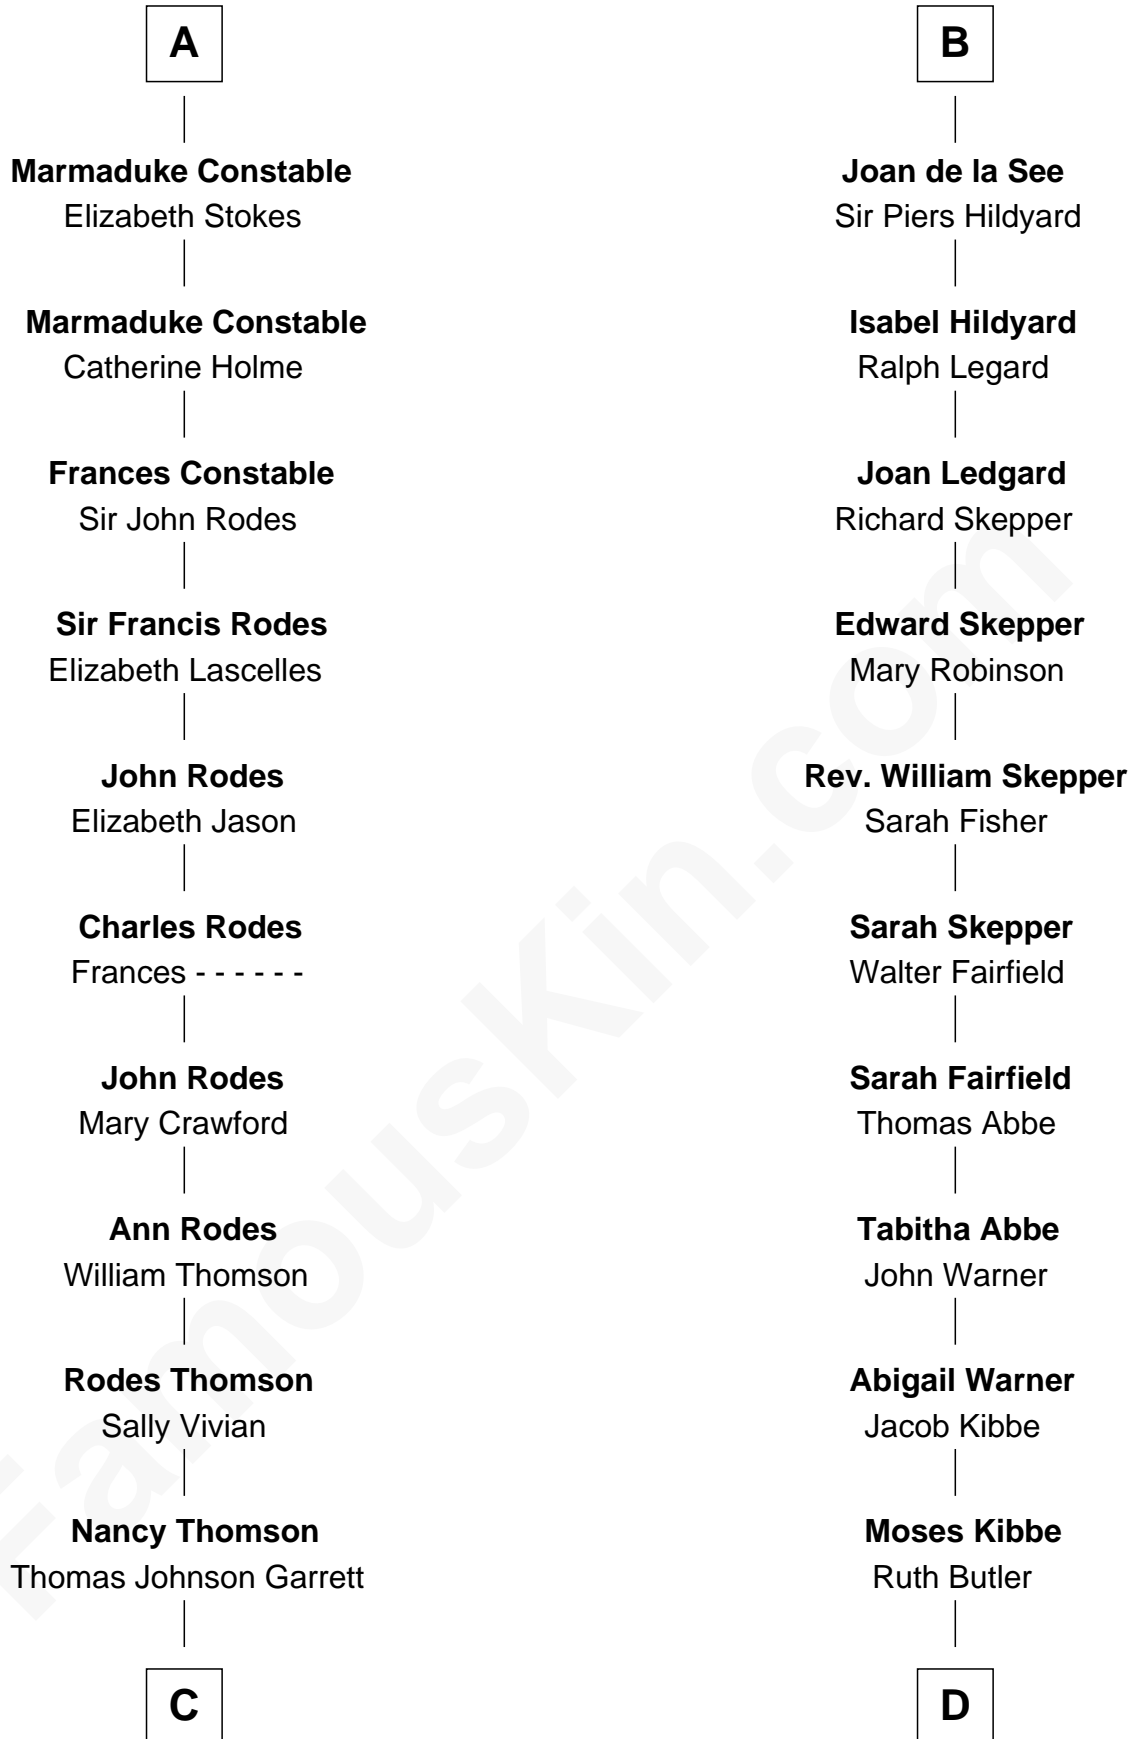 A
Marmaduke Constable
Elizabeth Stokes
Marmaduke Constable
Catherine Holme
Frances Constable
Sir John Rodes
Sir Francis Rodes
Elizabeth Lascelles
John Rodes
Elizabeth Jason
Charles Rodes
Frances - - - - - -
John Rodes
Mary Crawford
Ann Rodes
William Thomson
Rodes Thomson
Sally Vivian
Nancy Thomson
Thomas Johnson Garrett
C
B
Joan de la See
Sir Piers Hildyard
Isabel Hildyard
Ralph Legard
Joan Ledgard
Richard Skepper
Edward Skepper
Mary Robinson
Rev. William Skepper
Sarah Fisher
Sarah Skepper
Walter Fairfield
Sarah Fairfield
Thomas Abbe
Tabitha Abbe
John Warner
Abigail Warner
Jacob Kibbe
Moses Kibbe
Ruth Butler
D
FamousKin.com